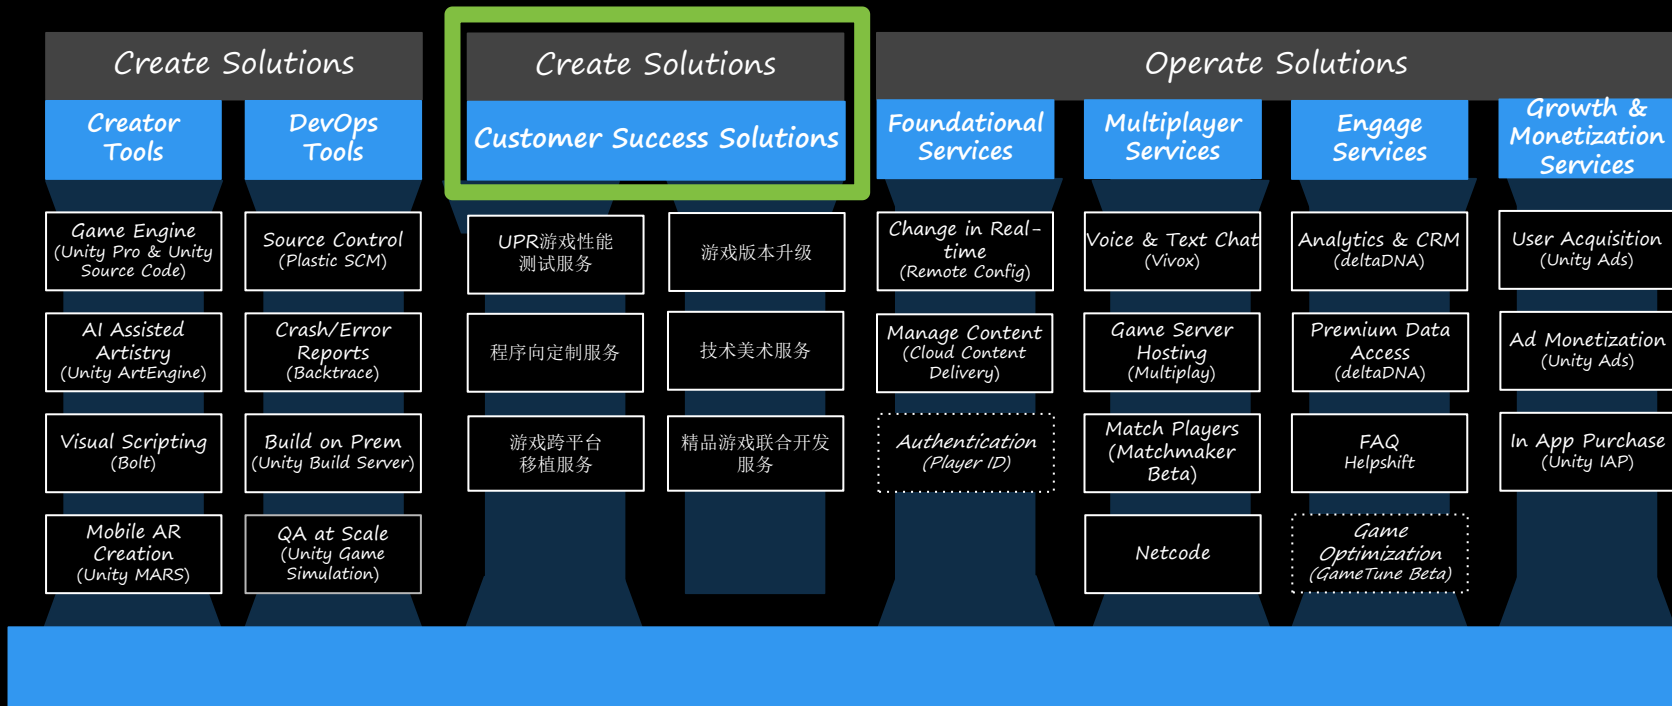 Create Solutions
Creator
Tools
DevOps
Tools
Game Engine
(Unity Pro & Unity
Source Code)
Source Control
(Plastic SCM)
AI Assisted
Artistry
(Unity ArtEngine)
Crash/Error
Reports
(Backtrace)
Visual Scripting
(Bolt)
Build on Prem
(Unity Build Server)
Mobile AR
Creation
(Unity MARS)
QA at Scale
(Unity Game
Simulation)
Create Solutions
Customer Success Solutions
UPR游戏性能
测试服务
游戏版本升级
程序向定制服务
技术美术服务
游戏跨平台
移植服务
精品游戏联合开发
服务
Operate Solutions
Foundational
Services
Multiplayer
Services
Engage
Services
Growth &
Monetization
Services
Change in Real-
time
(Remote Config)
Voice & Text Chat
(Vivox)
Analytics & CRM
(deltaDNA)
User Acquisition
(Unity Ads)
Manage Content
(Cloud Content
Delivery)
Game Server
Hosting
(Multiplay)
Premium Data
Access
(deltaDNA)
Ad Monetization
(Unity Ads)
Authentication
(Player ID)
Match Players
(Matchmaker
Beta)
FAQ
Helpshift
In App Purchase
(Unity IAP)
Netcode
Game
Optimization
(GameTune Beta)